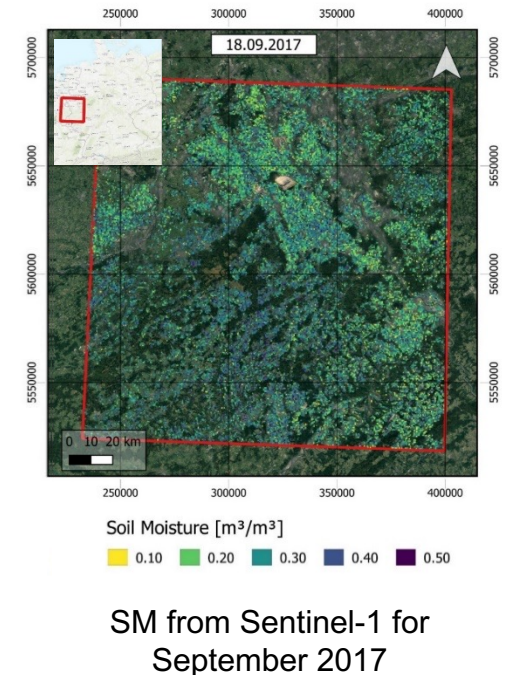 250000 300000 350000 400000
18.09.2017
5700000 5700000
5650000 5650000
5600000 5600000
5550000 5550000
0 10 20 km
250000 300000 350000 400000
Soil Moisture [m³/m³]
0.10 0.20 0.30 0.40 0.50
SM from Sentinel-1 for
September 2017